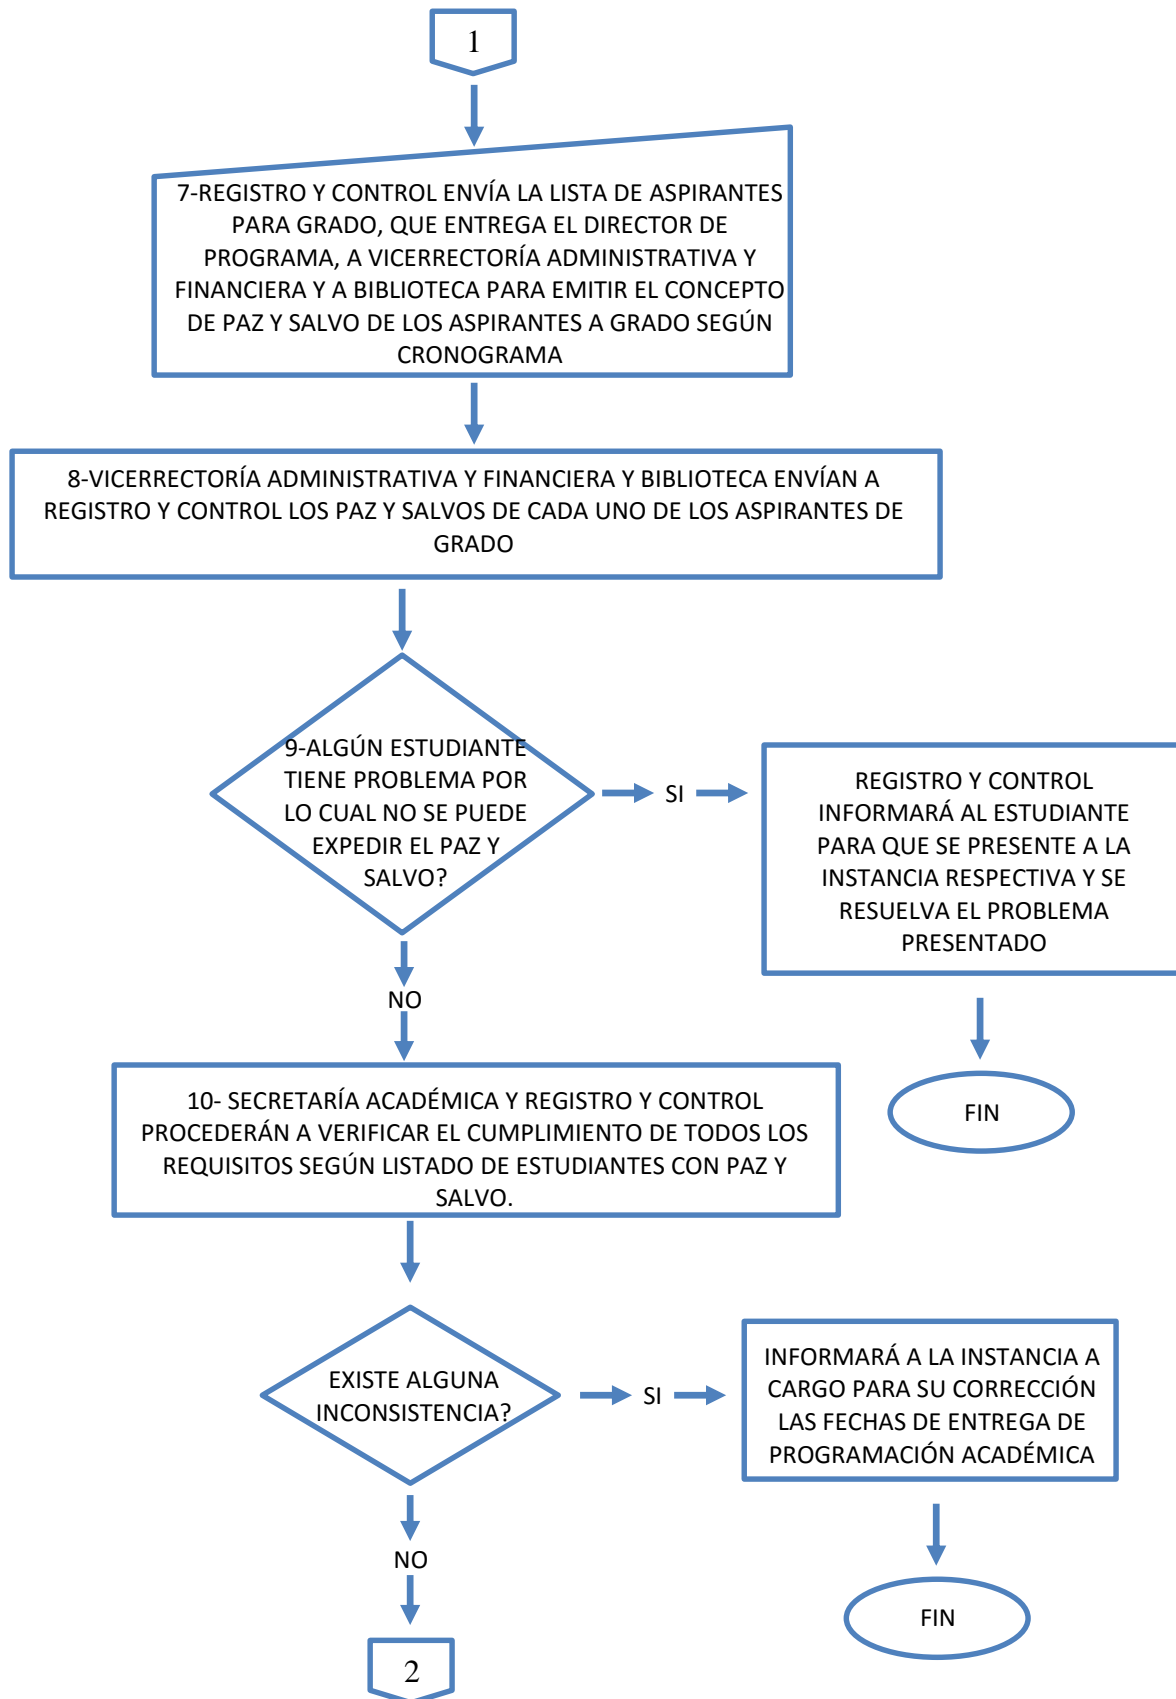 1
7-REGISTRO Y CONTROL ENVÍA LA LISTA DE ASPIRANTES
PARA GRADO, QUE ENTREGA EL DIRECTOR DE
PROGRAMA, A VICERRECTORÍA ADMINISTRATIVA Y
FINANCIERA Y A BIBLIOTECA PARA EMITIR EL CONCEPTO
DE PAZ Y SALVO DE LOS ASPIRANTES A GRADO SEGÚN
CRONOGRAMA
8-VICERRECTORÍA ADMINISTRATIVA Y FINANCIERA Y BIBLIOTECA ENVÍAN A
REGISTRO Y CONTROL LOS PAZ Y SALVOS DE CADA UNO DE LOS ASPIRANTES DE
GRADO
9-ALGÚN ESTUDIANTE
TIENE PROBLEMA POR
LO CUAL NO SE PUEDE
EXPEDIR EL PAZ Y
SALVO?
SI
REGISTRO Y CONTROL
INFORMARÁ AL ESTUDIANTE
PARA QUE SE PRESENTE A LA
INSTANCIA RESPECTIVA Y SE
RESUELVA EL PROBLEMA
PRESENTADO
NO
FIN
10- SECRETARÍA ACADÉMICA Y REGISTRO Y CONTROL
PROCEDERÁN A VERIFICAR EL CUMPLIMIENTO DE TODOS LOS
REQUISITOS SEGÚN LISTADO DE ESTUDIANTES CON PAZ Y
SALVO.
EXISTE ALGUNA
INCONSISTENCIA?
SI
INFORMARÁ A LA INSTANCIA A
CARGO PARA SU CORRECCIÓN
LAS FECHAS DE ENTREGA DE
PROGRAMACIÓN ACADÉMICA
NO
FIN
2